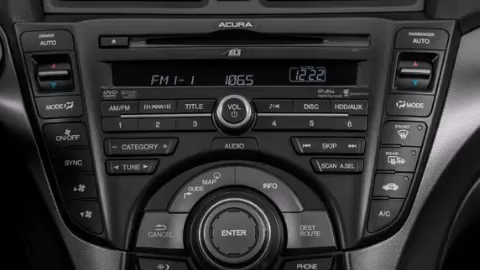 ACURA
DRIVER
AUTO
PASSENGER
AUTO
FM1-1 106.5 12:22
MODE
MODE
AM/FM
TITLE
VOL
DISC
HDD/AUX
1 2 3 4 5 6
ON/OFF
SYNC
- CATEGORY +
AUDIO
SKIP
TUNE
SCAN A.SEL
A/C
MAP
GUIDE
INFO
CANCEL
ENTER
DEST
ROUTE
PHONE